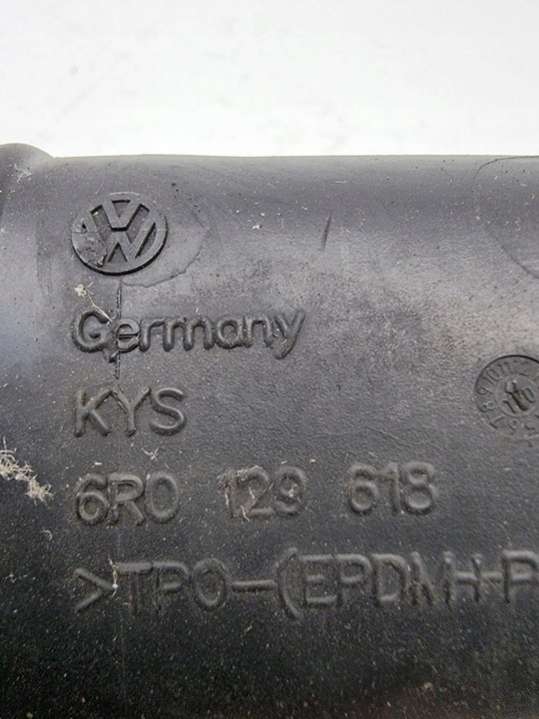 VW
Germany
KYS
6R0 129 618
>TPO-(EPDM+P